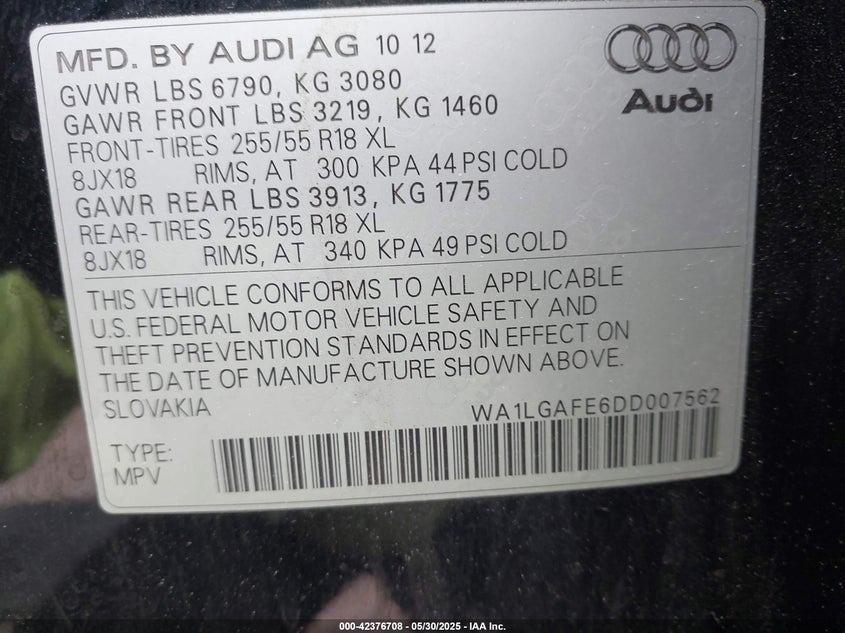 MFD. BY AUDI AG 10 12
GVWR LBS 6790, KG 3080
GAWR FRONT LBS 3219, KG 1460
FRONT-TIRES 255/55 R18 XL
8JX18 RIMS, AT 300 KPA 44 PSI COLD
GAWR REAR LBS 3913, KG 1775
REAR-TIRES 255/55 R18 XL
8JX18 RIMS, AT 340 KPA 49 PSI COLD
Audi
THIS VEHICLE CONFORMS TO ALL APPLICABLE
U.S. FEDERAL MOTOR VEHICLE SAFETY AND
THEFT PREVENTION STANDARDS IN EFFECT ON
THE DATE OF MANUFACTURE SHOWN ABOVE.
SLOVAKIA WA1LGAFE6DD007562
TYPE:
MPV
000-42376708 - 05/30/2025 - IAA Inc.